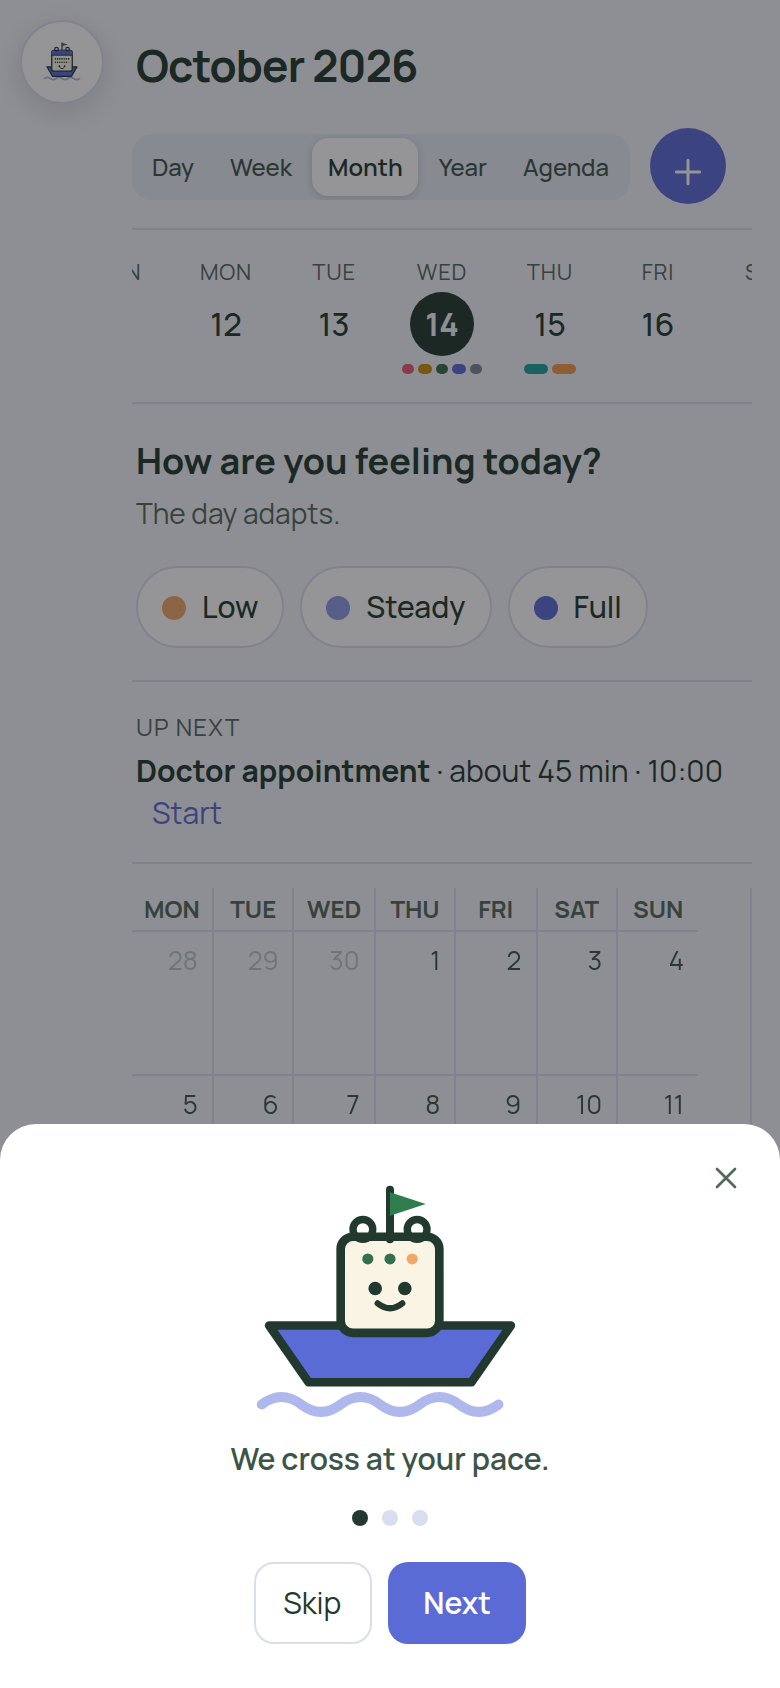 October 2026
Day Week Month Year Agenda
N MON TUE WED THU FRI S
12 13 14 15 16
How are you feeling today?
The day adapts.
Low Steady Full
UP NEXT
Doctor appointment · about 45 min · 10:00
Start
MON TUE WED THU FRI SAT SUN
28 29 30 1 2 3 4
5 6 7 8 9 10 11
We cross at your pace.
Skip Next